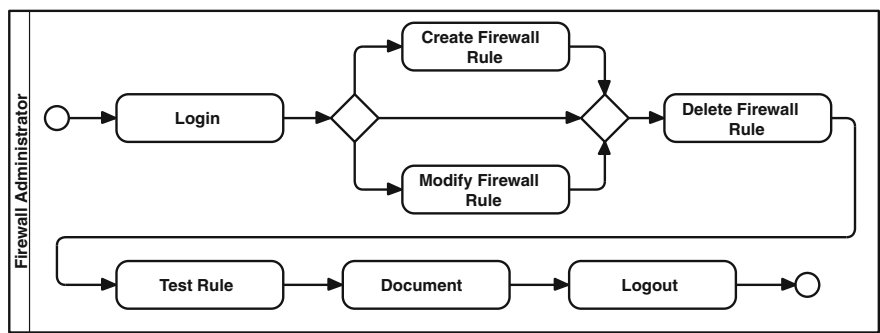 Firewall Administrator
Login
Create Firewall
Rule
Modify Firewall
Rule
Delete Firewall
Rule
Test Rule
Document
Logout